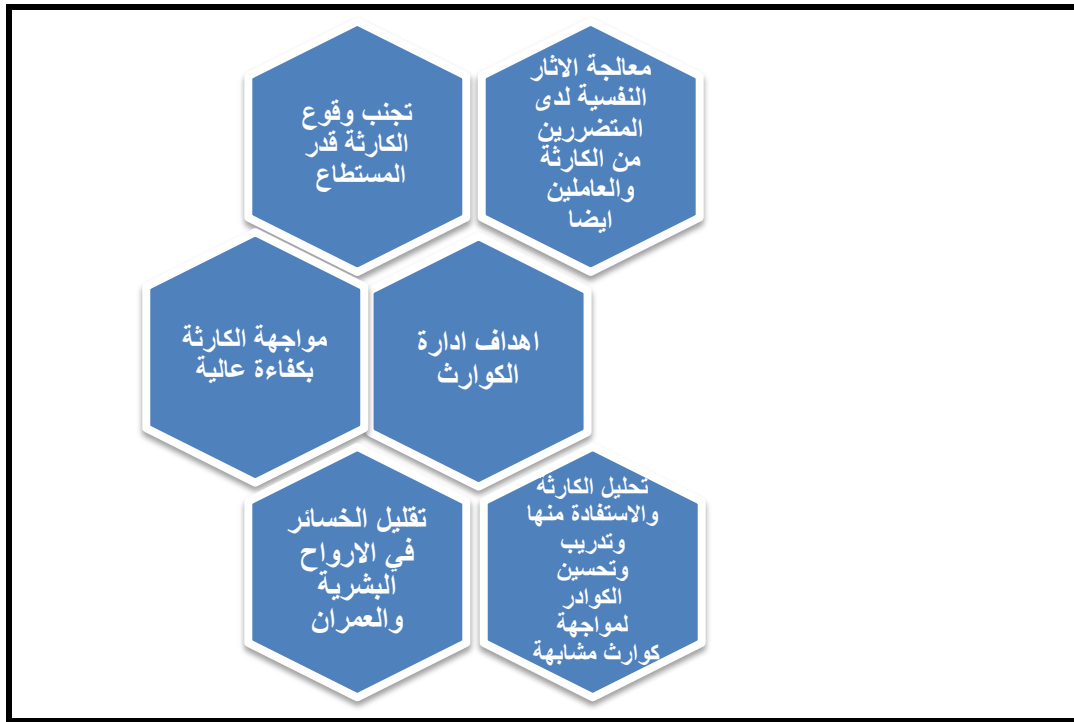 معالجة الاثار
النفسية لدى
المتضررين
من الكارثة
والعاملين
ايضا
تجنب وقوع
الكارثة قدر
المستطاع
اهداف ادارة
الكوارث
مواجهة الكارثة
بكفاءة عالية
تحليل الكارثة
والاستفادة منها
وتدريب
وتحسين
الكوادر
لمواجهة
كوارث مشابهة
تقليل الخسائر
في الارواح
البشرية
والعمران